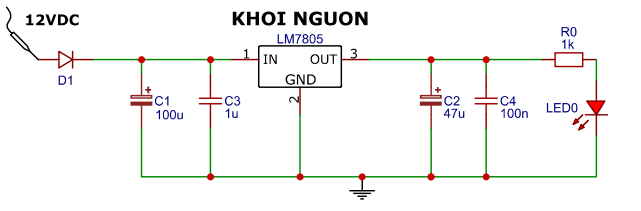 12VDC
KHOI NGUON
D1
C1
100u
C3
1u
LM7805
1
IN
OUT
3
GND
2
C2
47u
C4
100n
R0
1k
LED0